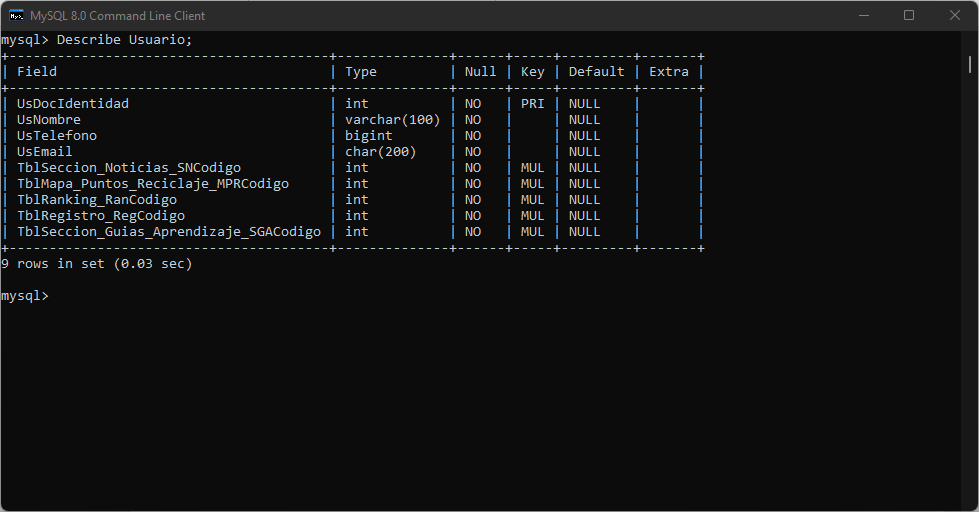 MySQL 8.0 Command Line Client
mysql> Describe Usuario;
+----------------------------------------+--------------+------+-----+---------+-------+
| Field                                  | Type         | Null | Key | Default | Extra |
+----------------------------------------+--------------+------+-----+---------+-------+
| UsDocIdentidad                         | int          | NO   | PRI | NULL    |       |
| UsNombre                               | varchar(100) | NO   |     | NULL    |       |
| UsTelefono                             | bigint       | NO   |     | NULL    |       |
| UsEmail                                | char(200)    | NO   |     | NULL    |       |
| TblSeccion_Noticias_SNCodigo           | int          | NO   | MUL | NULL    |       |
| TblMapa_Puntos_Reciclaje_MPRCodigo     | int          | NO   | MUL | NULL    |       |
| TblRanking_RanCodigo                   | int          | NO   | MUL | NULL    |       |
| TblRegistro_RegCodigo                  | int          | NO   | MUL | NULL    |       |
| TblSeccion_Guias_Aprendizaje_SGACodigo | int          | NO   | MUL | NULL    |       |
+----------------------------------------+--------------+------+-----+---------+-------+
9 rows in set (0.03 sec)
mysql>